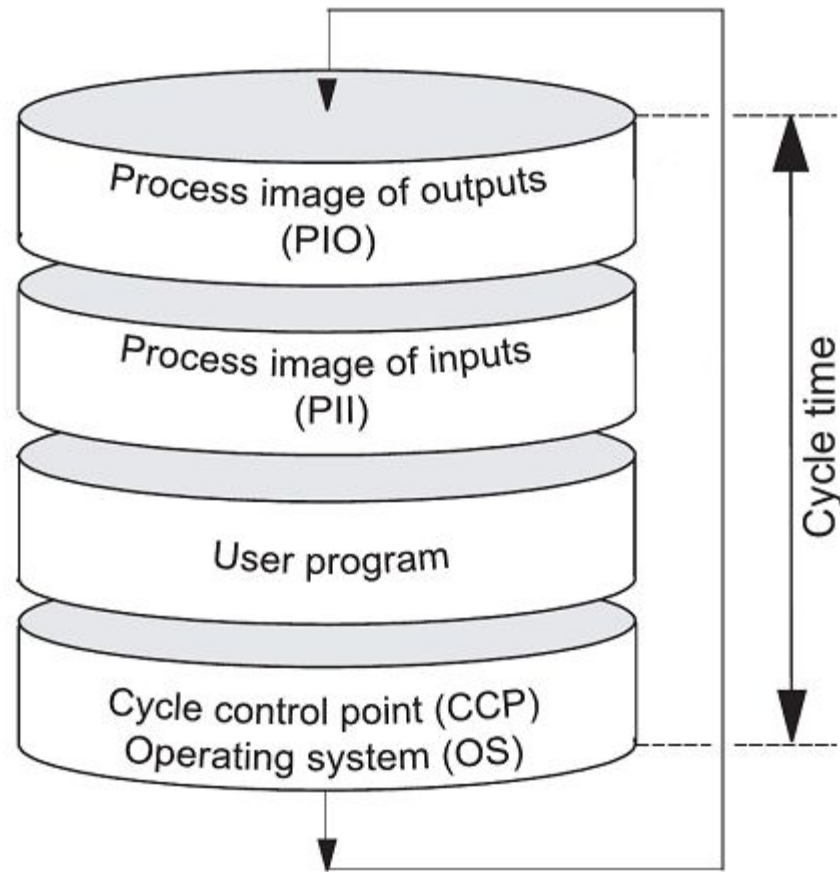 Process image of outputs
(PIO)
Process image of inputs
(PII)
User program
Cycle control point (CCP)
Operating system (OS)
Cycle time